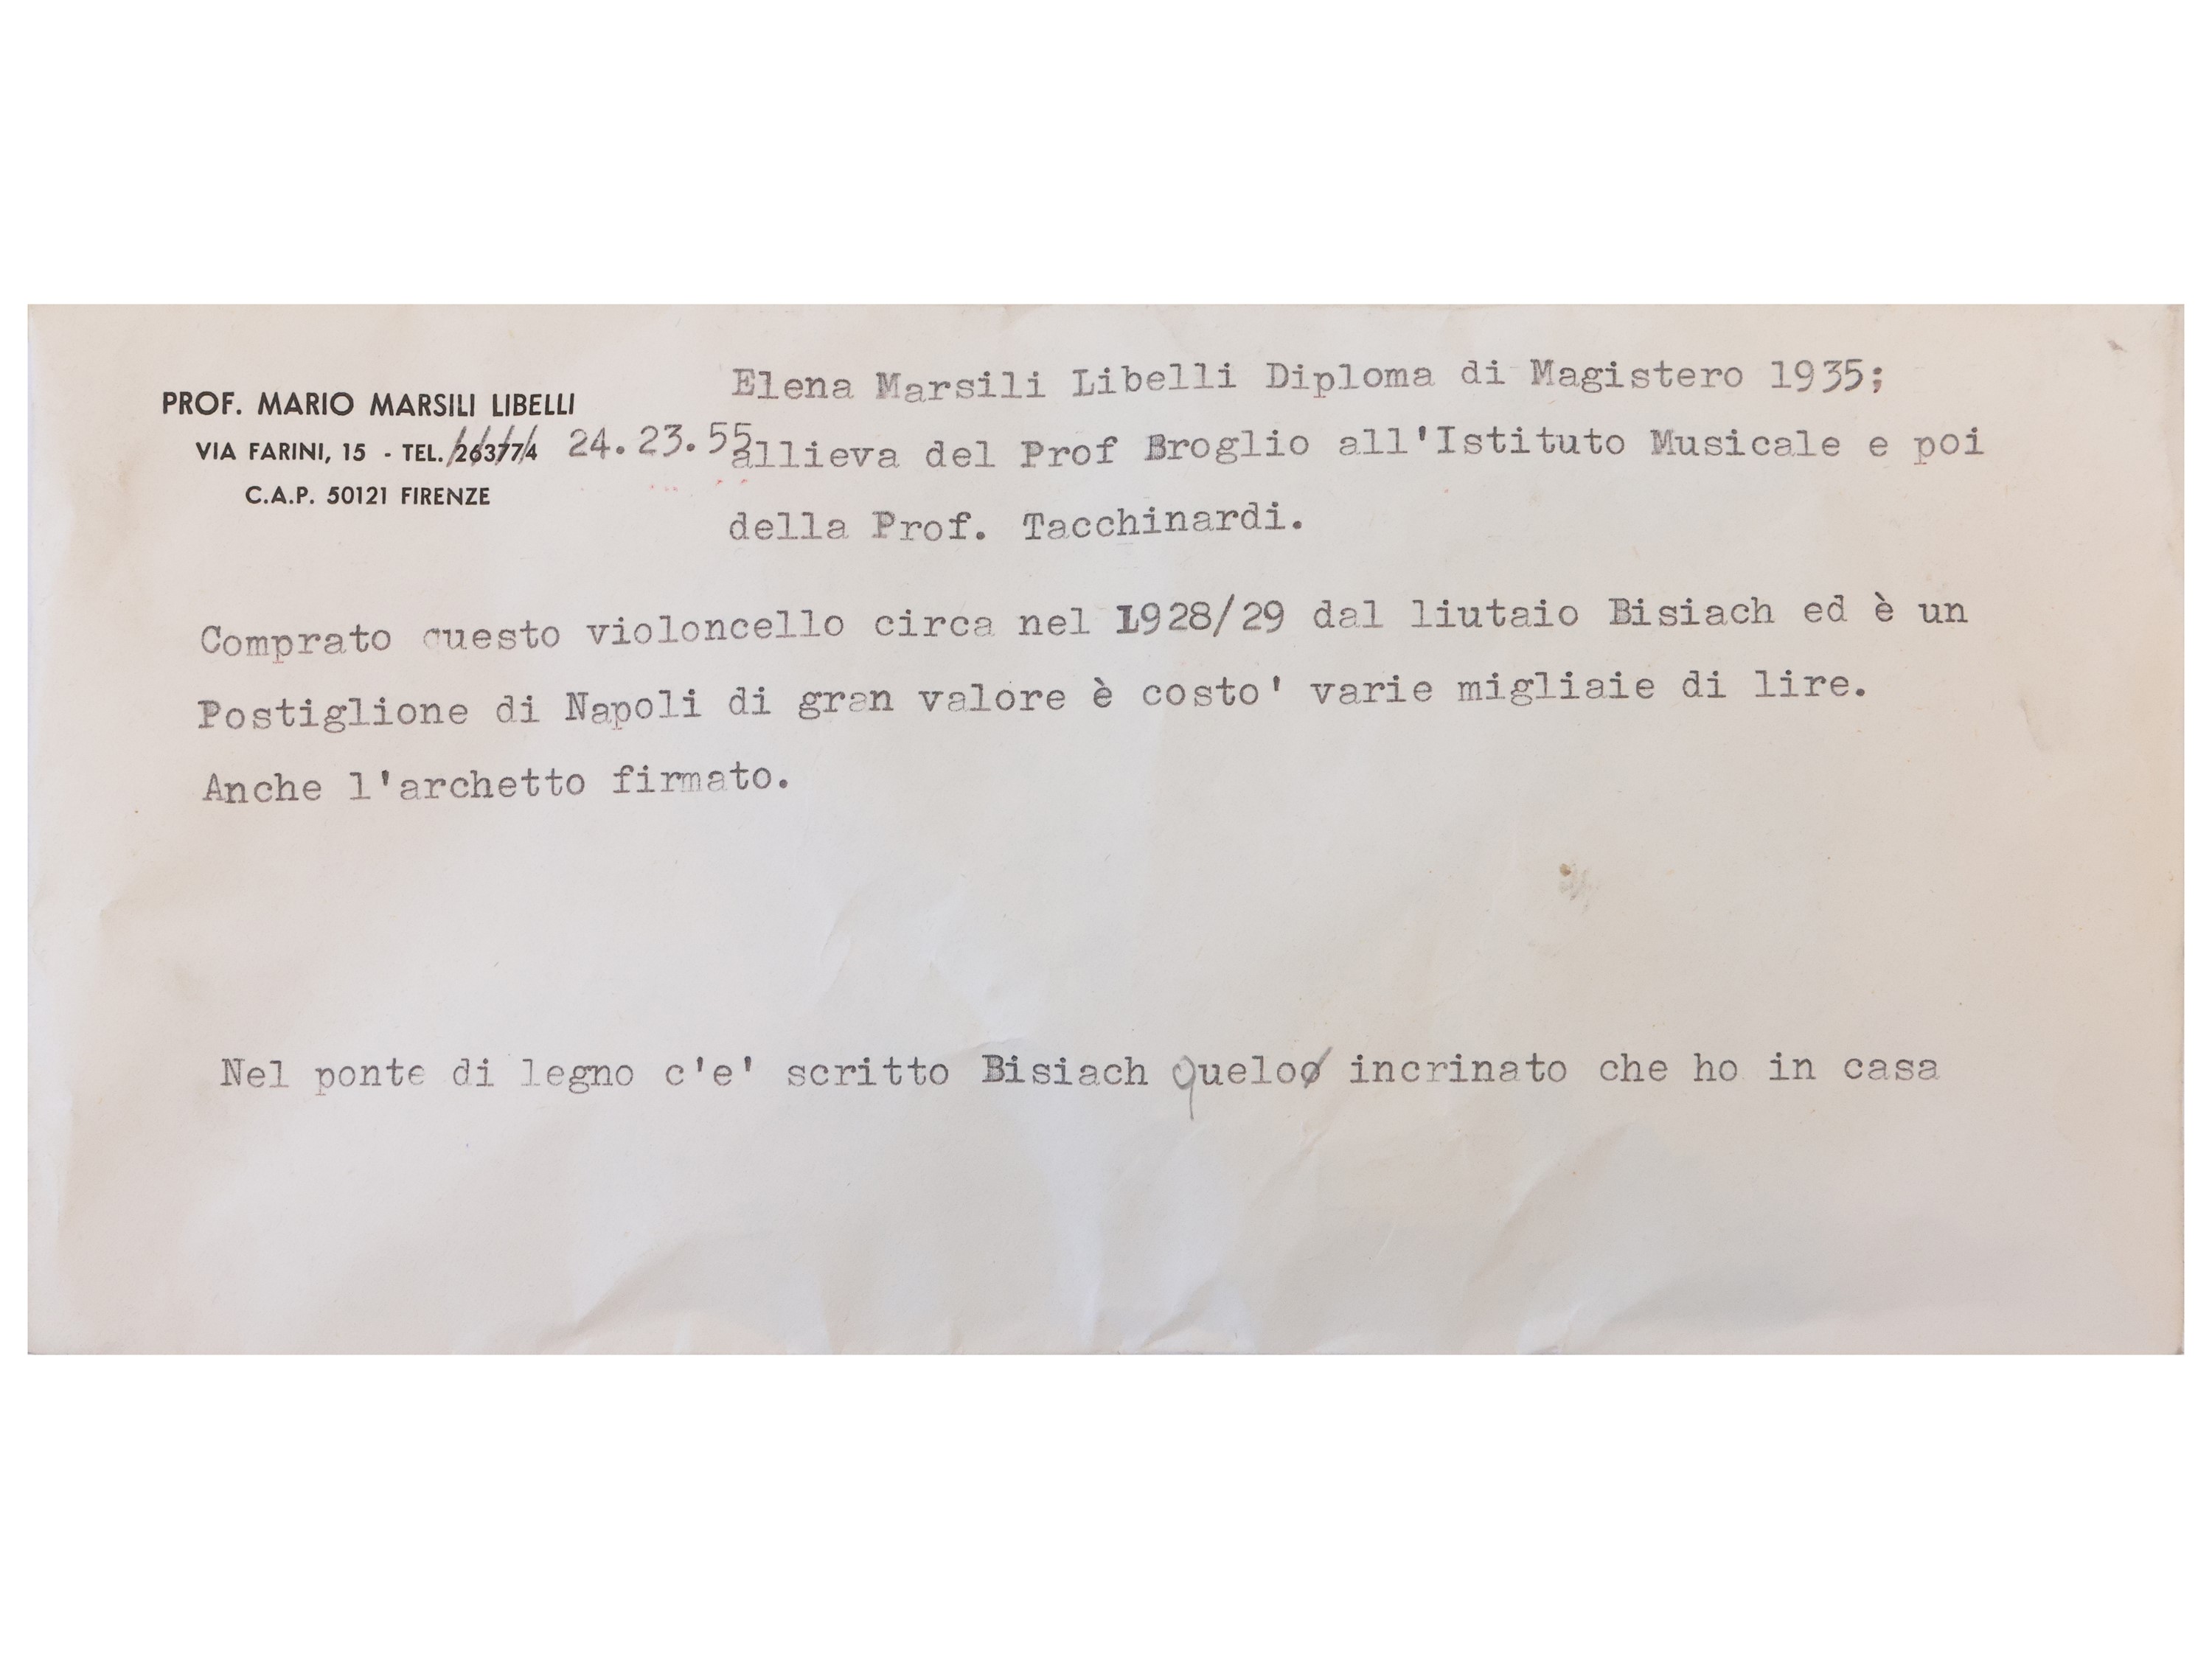 PROF. MARIO MARSILI LIBELLI
VIA FARINI, 15 - TEL. 263774 24.23.55
C.A.P. 50121 FIRENZE
Elena Marsili Libelli Diploma di Magistero 1935;
allieva del Prof Broglio all'Istituto Musicale e poi
della Prof. Tacchinardi.
Comprato questo violoncello circa nel 1928/29 dal liutaio Bisiach ed è un
Postiglione di Napoli di gran valore è costo' varie migliaie di lire.
Anche l'archetto firmato.
Nel ponte di legno c'e' scritto Bisiach quelo incrinato che ho in casa